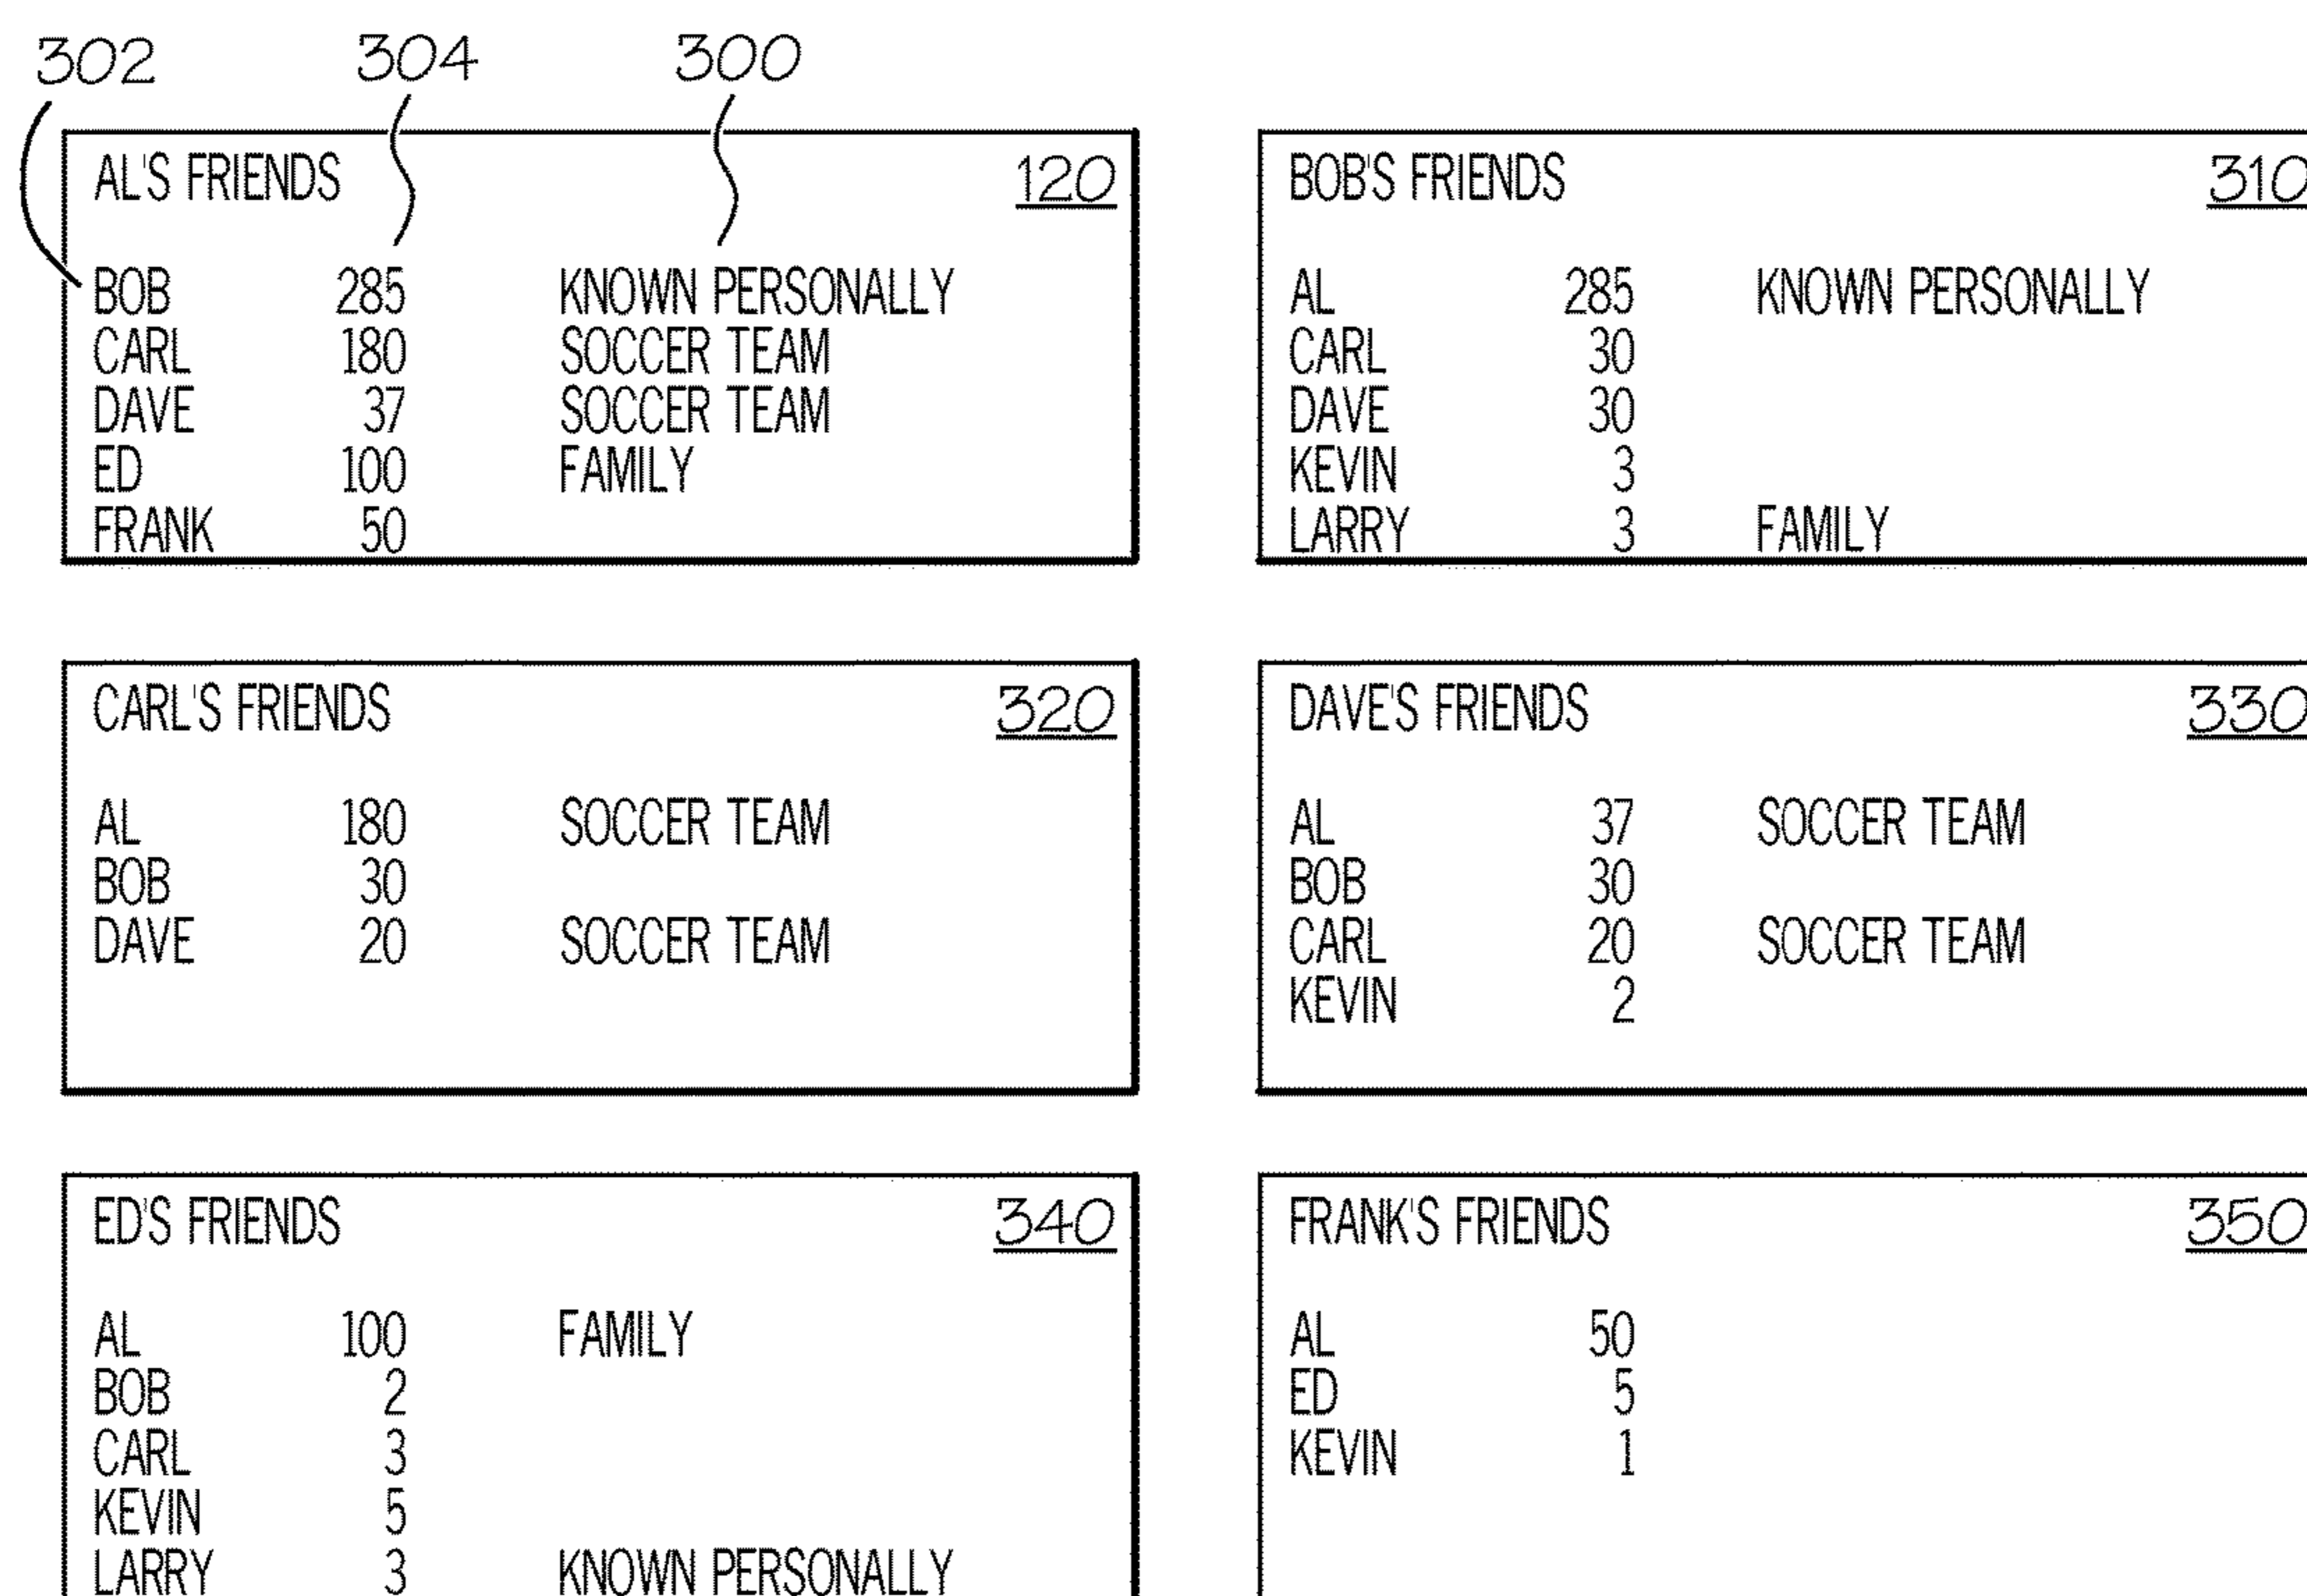 302 304 300
AL'S FRIENDS 120
BOB 285 KNOWN PERSONALLY
CARL 180 SOCCER TEAM
DAVE 37 SOCCER TEAM
ED 100 FAMILY
FRANK 50
BOB'S FRIENDS 310
AL 285 KNOWN PERSONALLY
CARL 30
DAVE 30
KEVIN 3
LARRY 3 FAMILY
CARL'S FRIENDS 320
AL 180 SOCCER TEAM
BOB 30
DAVE 20 SOCCER TEAM
DAVE'S FRIENDS 330
AL 37 SOCCER TEAM
BOB 30
CARL 20 SOCCER TEAM
KEVIN 2
ED'S FRIENDS 340
AL 100 FAMILY
BOB 2
CARL 3
KEVIN 5
LARRY 3 KNOWN PERSONALLY
FRANK'S FRIENDS 350
AL 50
ED 5
KEVIN 1